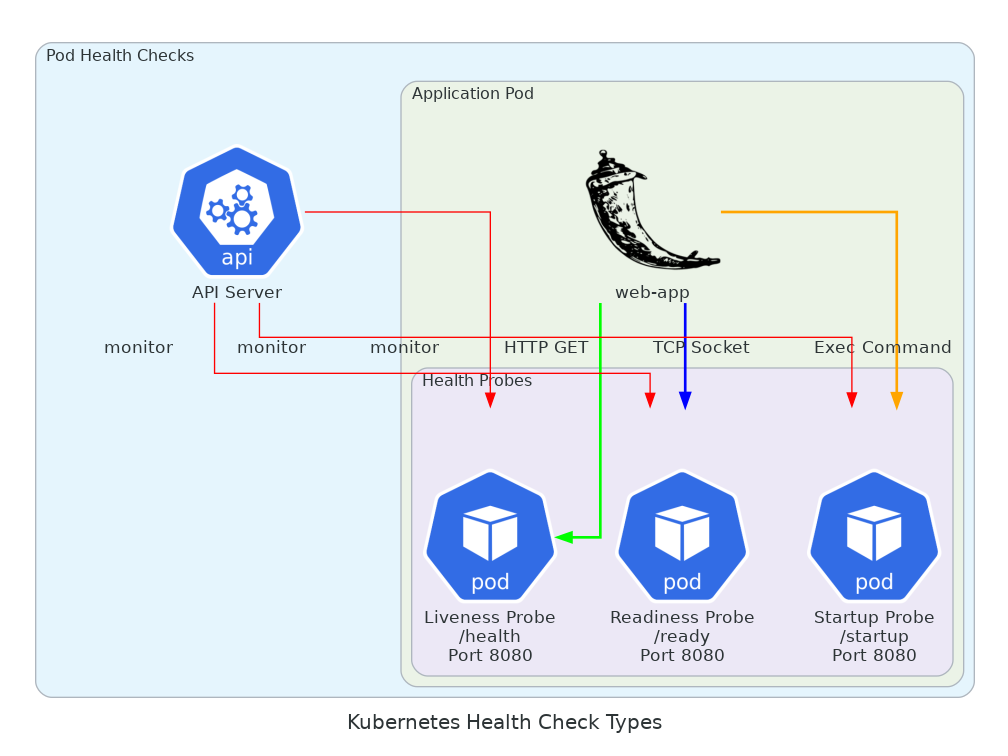 Pod Health Checks
Application Pod
api
API Server
web-app
monitor
monitor
monitor
HTTP GET
TCP Socket
Exec Command
Health Probes
pod
pod
pod
Liveness Probe
/health
Port 8080
Readiness Probe
/ready
Port 8080
Startup Probe
/startup
Port 8080
Kubernetes Health Check Types